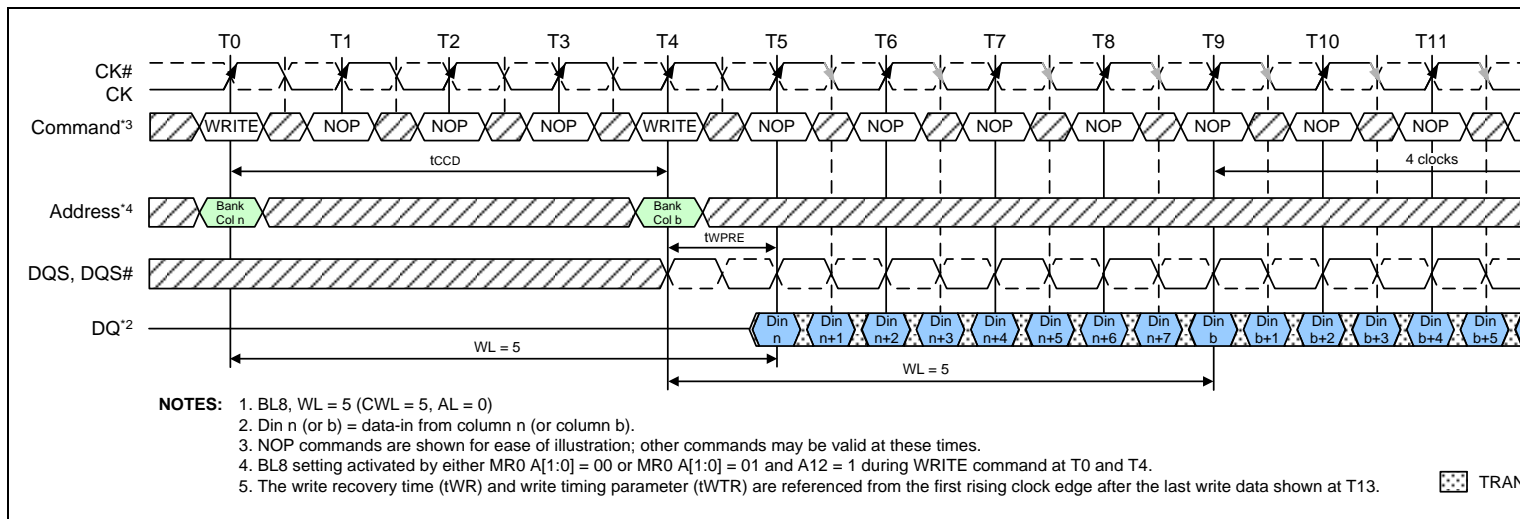 T0 T1 T2 T3 T4 T5 T6 T7 T8 T9 T10 T11
CK#
CK
Command*3 WRITE NOP NOP NOP WRITE NOP NOP NOP NOP NOP NOP NOP
tCCD 4 clocks
Address*4 Bank Col n Bank Col b
tWPRE
DQS, DQS#
DQ*2 Din n Din n+1 Din n+2 Din n+3 Din n+4 Din n+5 Din n+6 Din n+7 Din b Din b+1 Din b+2 Din b+3 Din b+4 Din b+5
WL = 5
WL = 5
NOTES: 1. BL8, WL = 5 (CWL = 5, AL = 0)
2. Din n (or b) = data-in from column n (or column b).
3. NOP commands are shown for ease of illustration; other commands may be valid at these times.
4. BL8 setting activated by either MR0 A[1:0] = 00 or MR0 A[1:0] = 01 and A12 = 1 during WRITE command at T0 and T4.
5. The write recovery time (tWR) and write timing parameter (tWTR) are referenced from the first rising clock edge after the last write data shown at T13.
TRAN